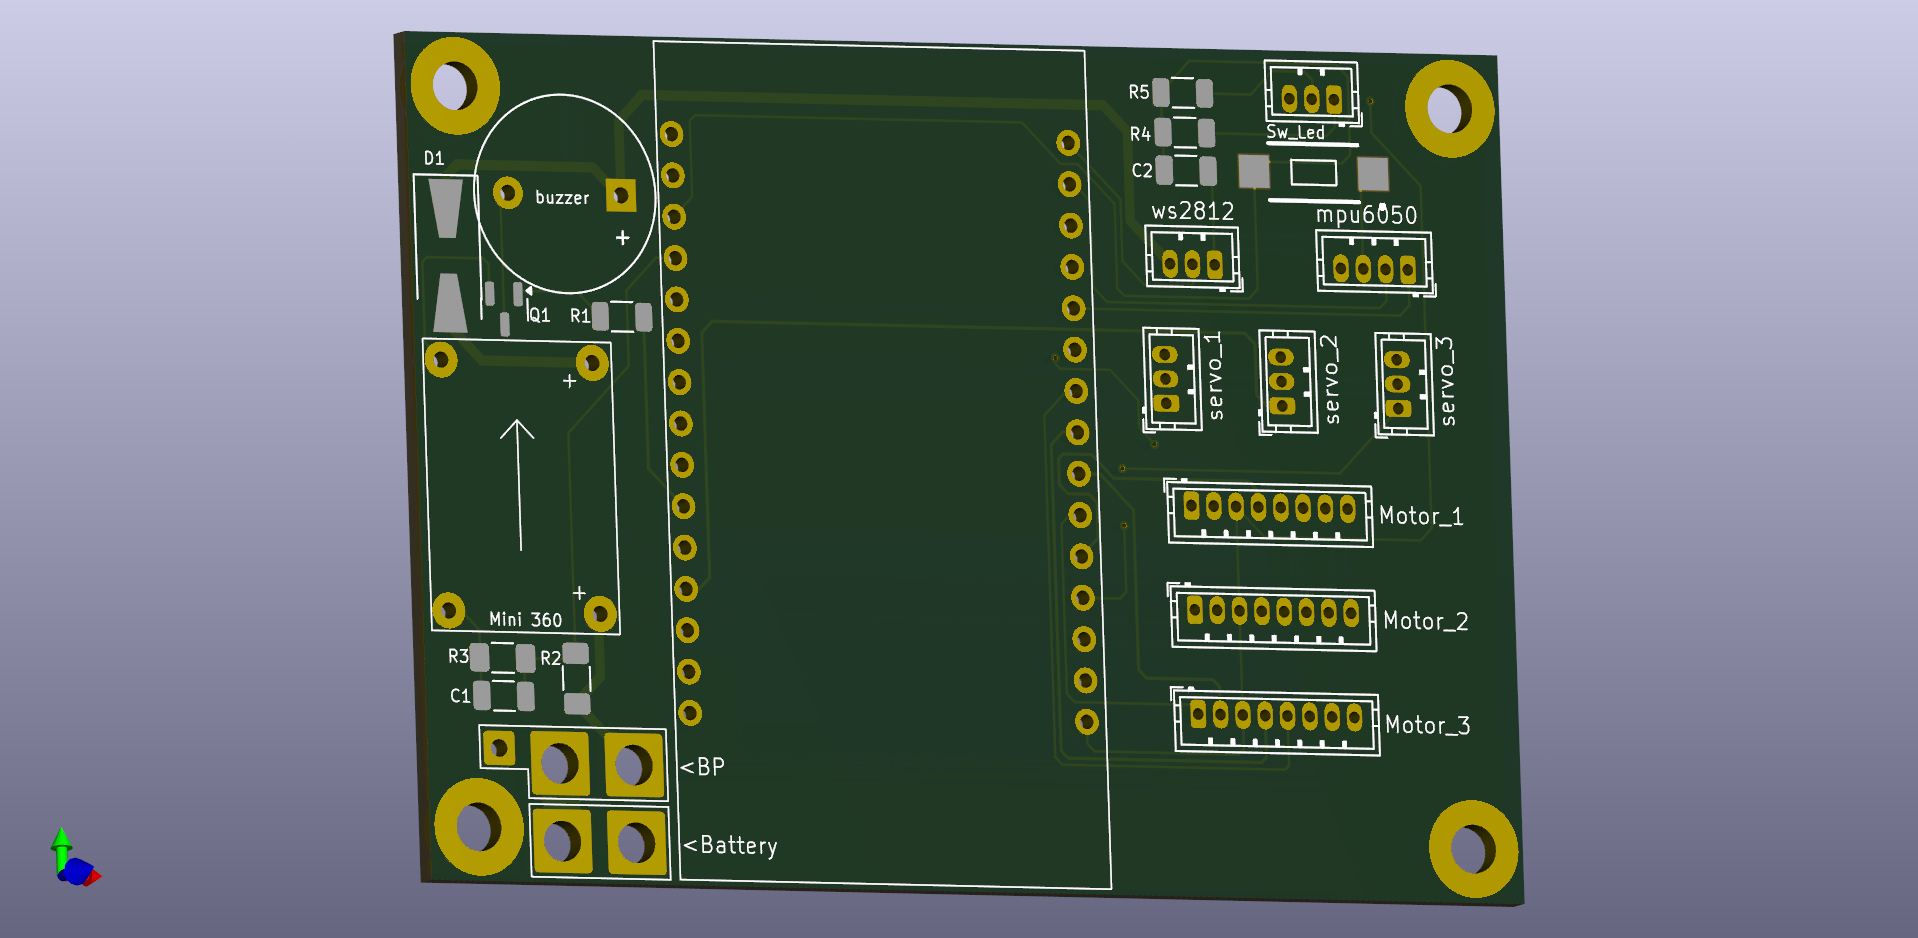 D1
buzzer
+
Q1
R1
+
+
Mini 360
R3
R2
C1
<BP
<Battery
R5
R4
C2
Sw_Led
ws2812
mpu6050
servo_1
servo_2
servo_3
Motor_1
Motor_2
Motor_3